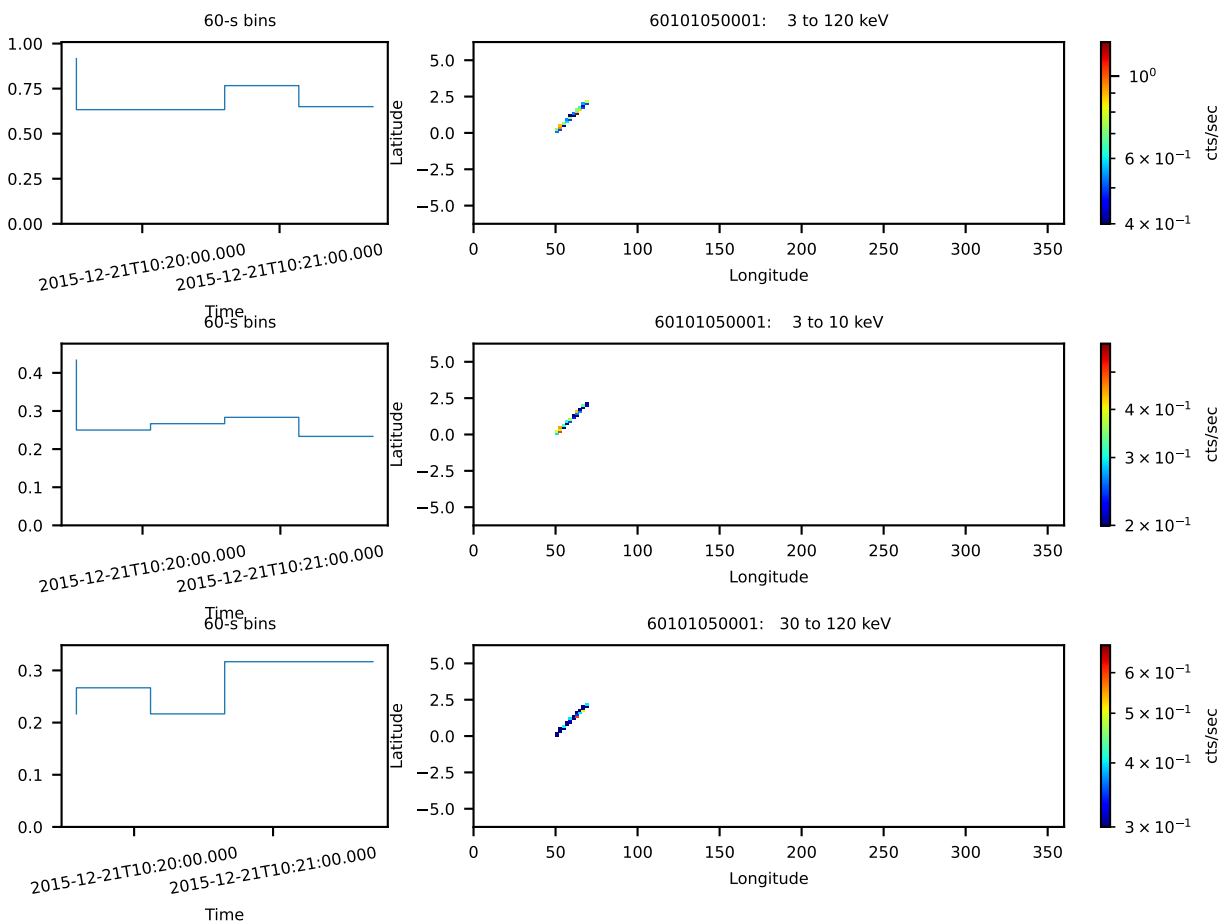 60-s bins
60101050001:    3 to 120 keV
1.00
0.75
0.50
0.25
0.00
2015-12-21T10:20:00.000
2015-12-21T10:21:00.000
Time
Latitude
5.0
2.5
0.0
−2.5
−5.0
0 50 100 150 200 250 300 350
Longitude
10⁰
6 × 10⁻¹
4 × 10⁻¹
cts/sec
60-s bins
60101050001:    3 to 10 keV
0.4
0.3
0.2
0.1
0.0
2015-12-21T10:20:00.000
2015-12-21T10:21:00.000
Time
Latitude
5.0
2.5
0.0
−2.5
−5.0
0 50 100 150 200 250 300 350
Longitude
4 × 10⁻¹
3 × 10⁻¹
2 × 10⁻¹
cts/sec
60-s bins
60101050001:   30 to 120 keV
0.3
0.2
0.1
0.0
2015-12-21T10:20:00.000
2015-12-21T10:21:00.000
Time
Latitude
5.0
2.5
0.0
−2.5
−5.0
0 50 100 150 200 250 300 350
Longitude
6 × 10⁻¹
5 × 10⁻¹
4 × 10⁻¹
3 × 10⁻¹
cts/sec